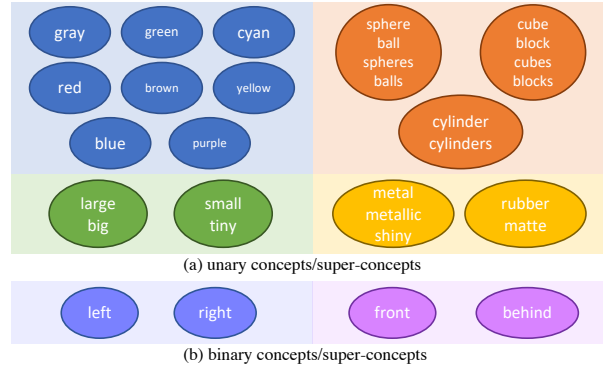 gray
green
cyan
red
brown
yellow
blue
purple
sphere
ball
spheres
balls
cube
block
cubes
blocks
cylinder
cylinders
large
big
small
tiny
metal
metallic
shiny
rubber
matte
(a) unary concepts/super-concepts
left
right
front
behind
(b) binary concepts/super-concepts